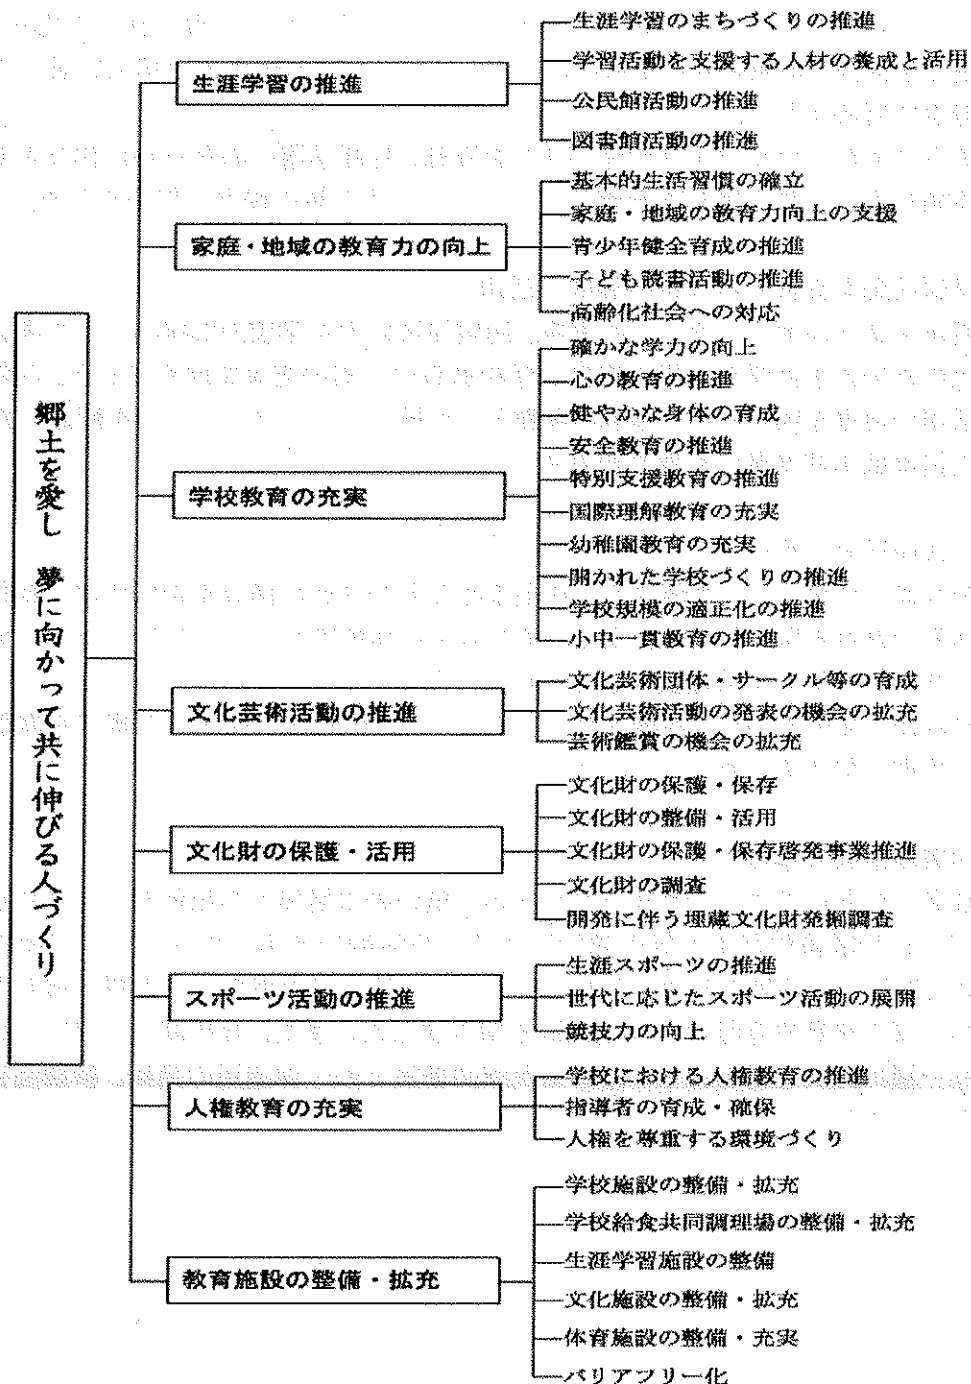 郷土を愛し 夢に向かって共に伸びる人づくり
生涯学習の推進
生涯学習のまちづくりの推進
学習活動を支援する人材の養成と活用
公民館活動の推進
図書館活動の推進
家庭・地域の教育力の向上
基本的生活習慣の確立
家庭・地域の教育力向上の支援
青少年健全育成の推進
子ども読書活動の推進
高齢化社会への対応
学校教育の充実
確かな学力の向上
心の教育の推進
健やかな身体の育成
安全教育の推進
特別支援教育の推進
国際理解教育の充実
幼稚園教育の充実
開かれた学校づくりの推進
学校規模の適正化の推進
小中一貫教育の推進
文化芸術活動の推進
文化芸術団体・サークル等の育成
文化芸術活動の発表の機会の拡充
芸術鑑賞の機会の拡充
文化財の保護・活用
文化財の保護・保存
文化財の整備・活用
文化財の保護・保存啓発事業推進
文化財の調査
開発に伴う埋蔵文化財発掘調査
スポーツ活動の推進
生涯スポーツの推進
世代に応じたスポーツ活動の展開
競技力の向上
人権教育の充実
学校における人権教育の推進
指導者の育成・確保
人権を尊重する環境づくり
教育施設の整備・拡充
学校施設の整備・拡充
学校給食共同調理場の整備・拡充
生涯学習施設の整備
文化施設の整備・拡充
体育施設の整備・充実
バリアフリー化